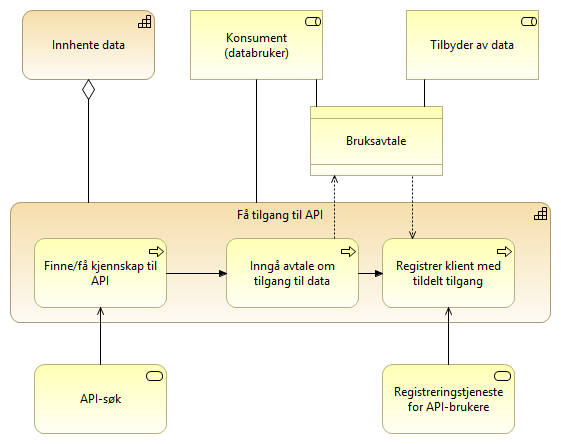 Innhente data
Konsument
(databruker)
Tilbyder av data
Bruksavtale
Få tilgang til API
Finne/få kjennskap til
API
Inngå avtale om
tilgang til data
Registrer klient med
tildelt tilgang
API-søk
Registreringstjeneste
for API-brukere